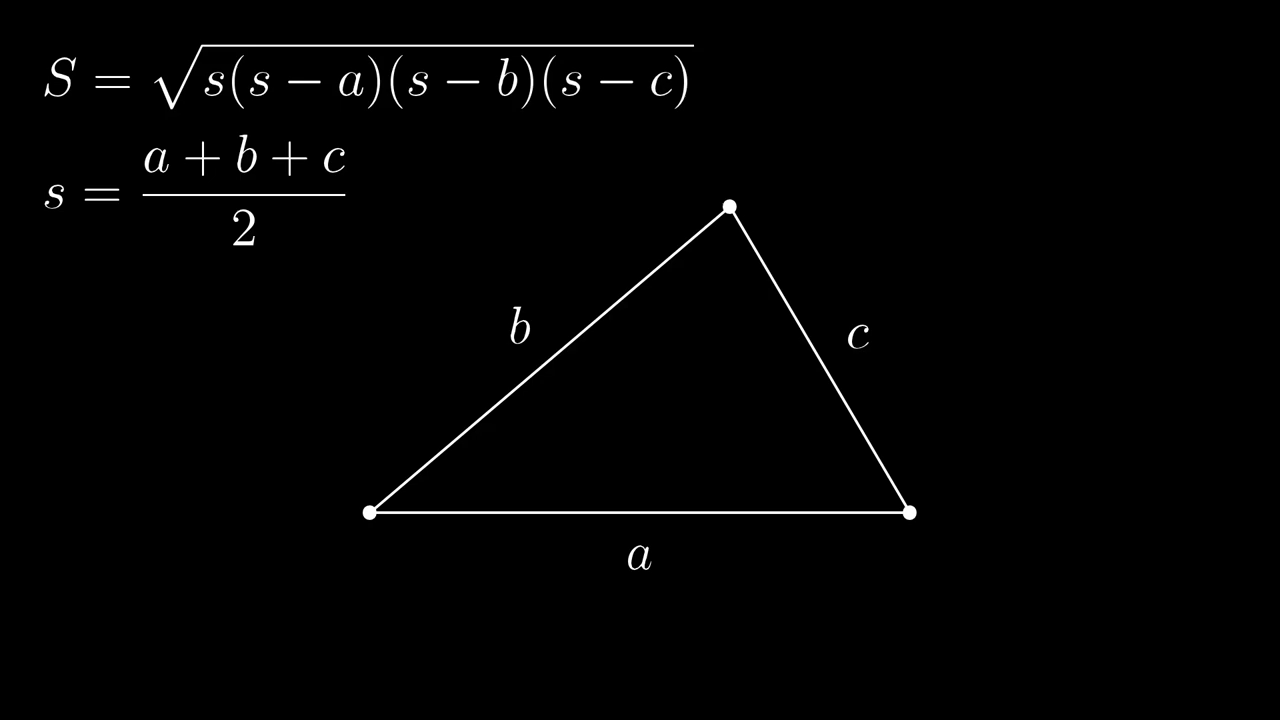 S = √s(s − a)(s − b)(s − c)
s = a + b + c
2
b
c
a